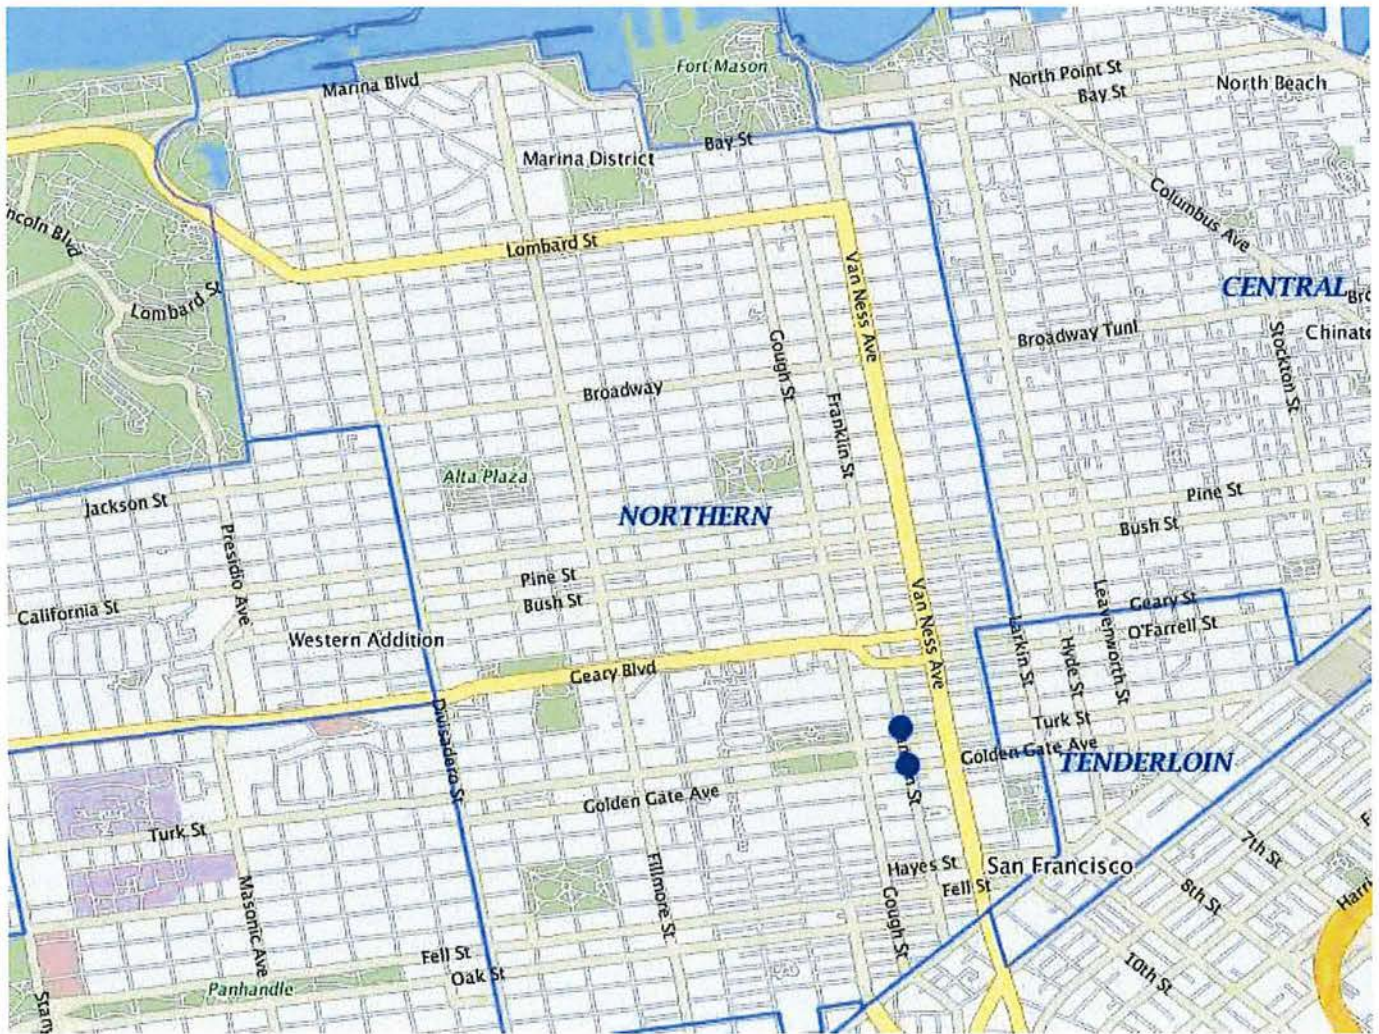 Fort Mason
North Point St
Marina Blvd
Bay St
North Beach
Bay St
Marina District
Columbus Ave
ncoln Blvd
Lombard St
Van Ness Ave
Lombard St
CENTRAL
Broadway Tunl
Stockton St
Chinato
Gough St
Broadway
Franklin St
Alta Plaza
Jackson St
Pine St
NORTHERN
Bush St
Presidio Ave
Pine St
Bush St
Van Ness Ave
Leavenworth St
Geary St
California St
O'Farrell St
Western Addition
Larkin St
Hyde St
Geary Blvd
Divisadero St
Turk St
Golden Gate Ave
TENDERLOIN
Golden Gate Ave
Turk St
7th St
Hayes St
San Francisco
Fell St
8th St
Harri
Masonic Ave
Fillmore St
Gough St
Fell St
Oak St
10th St
Panhandle
Stan